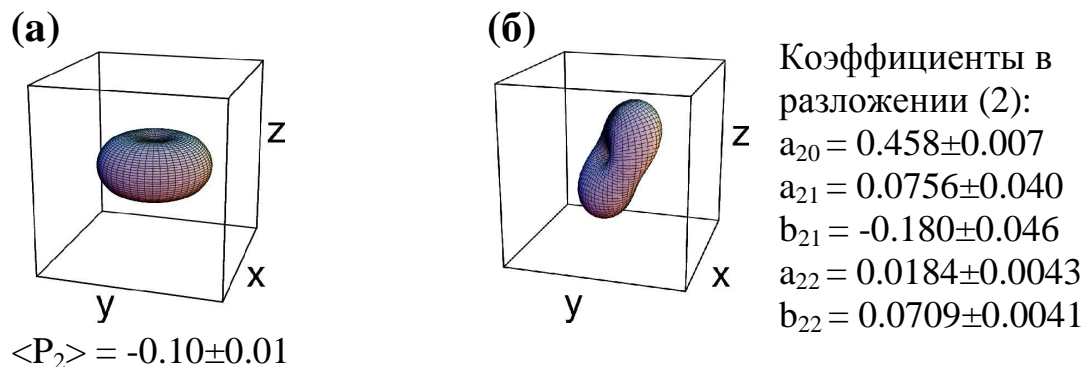 (а)
(б)
z
x
y
z
x
y
<P₂> = -0.10±0.01
Коэффициенты в
разложении (2):
a₂₀ = 0.458±0.007
a₂₁ = 0.0756±0.040
b₂₁ = -0.180±0.046
a₂₂ = 0.0184±0.0043
b₂₂ = 0.0709±0.0041